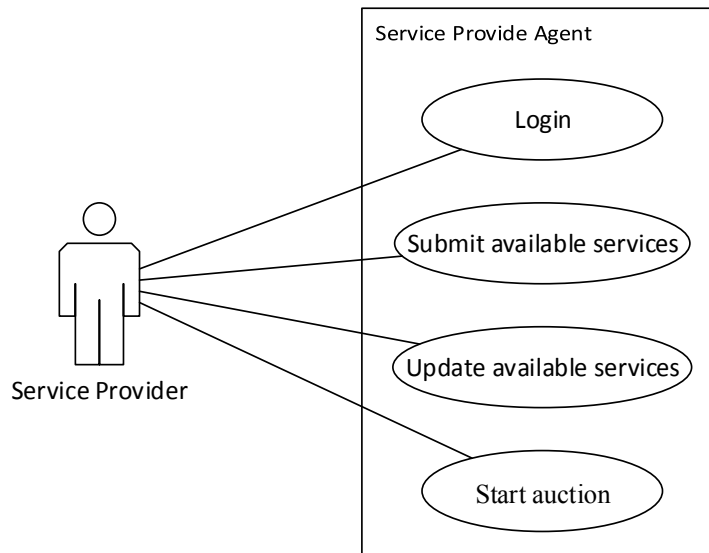 Service Provide Agent
Login
Submit available services
Update available services
Service Provider
Start auction